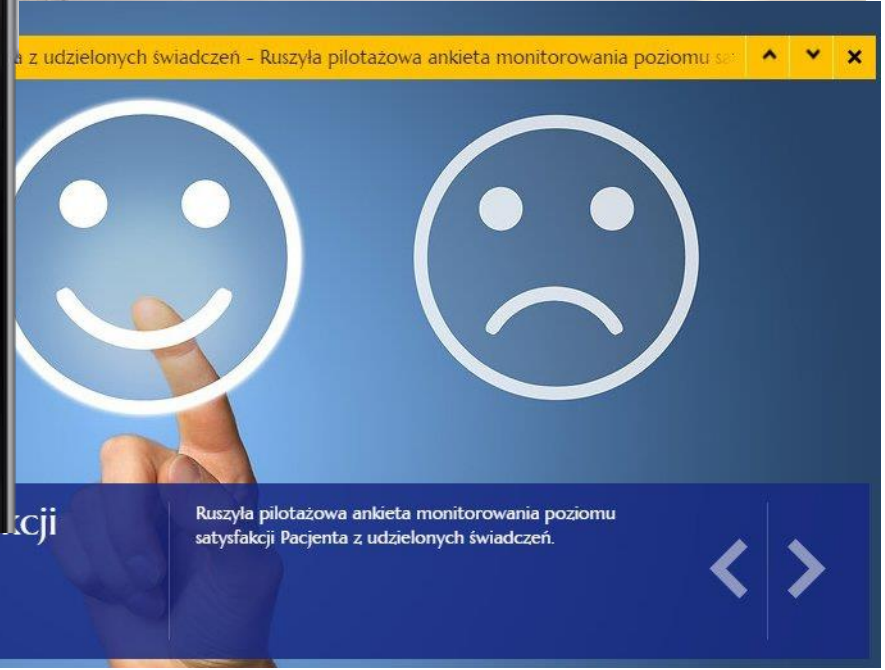 z udzielonych świadczeń - Ruszyła pilotażowa ankieta monitorowania poziomu
kcji
Ruszyła pilotażowa ankieta monitorowania poziomu
satysfakcji Pacjenta z udzielonych świadczeń.